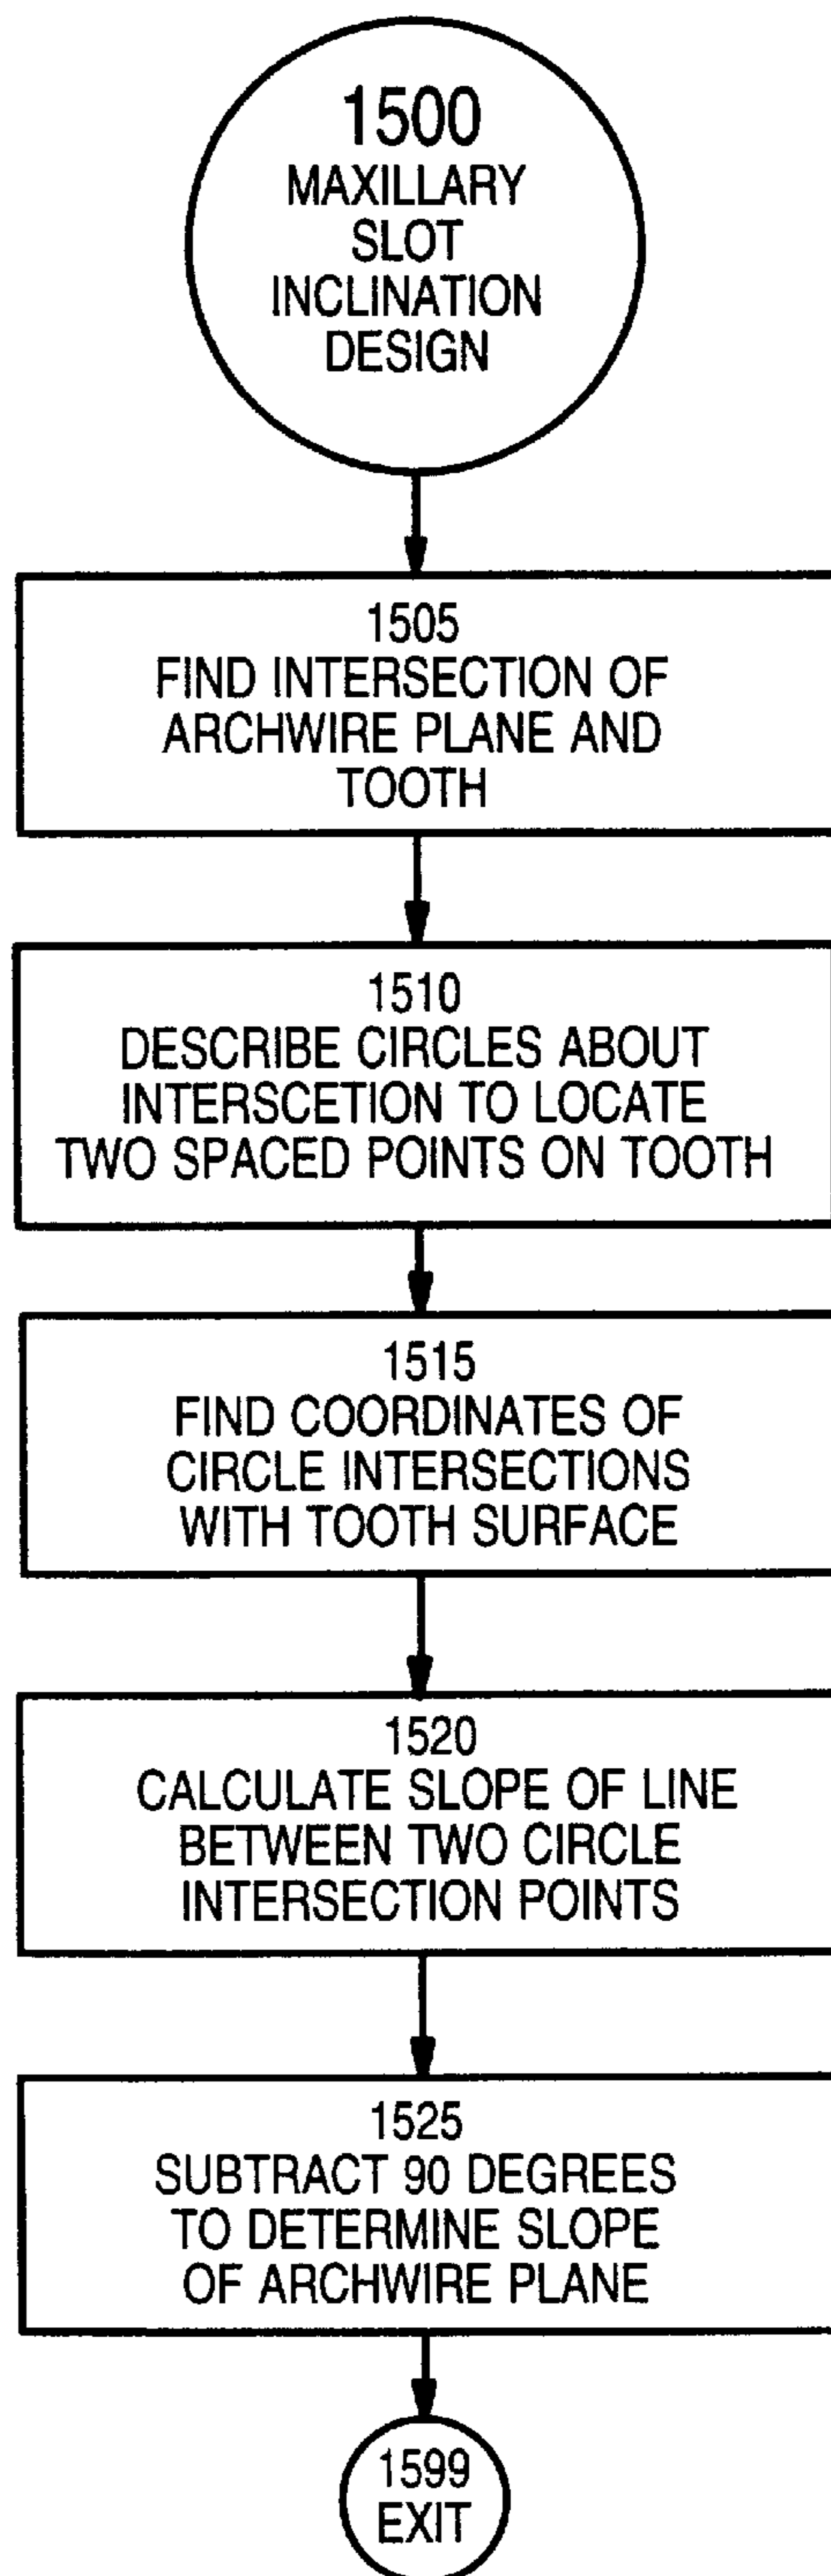 1500
MAXILLARY
SLOT
INCLINATION
DESIGN
1505
FIND INTERSECTION OF
ARCHWIRE PLANE AND
TOOTH
1510
DESCRIBE CIRCLES ABOUT
INTERSCETION TO LOCATE
TWO SPACED POINTS ON TOOTH
1515
FIND COORDINATES OF
CIRCLE INTERSECTIONS
WITH TOOTH SURFACE
1520
CALCULATE SLOPE OF LINE
BETWEEN TWO CIRCLE
INTERSECTION POINTS
1525
SUBTRACT 90 DEGREES
TO DETERMINE SLOPE
OF ARCHWIRE PLANE
1599
EXIT